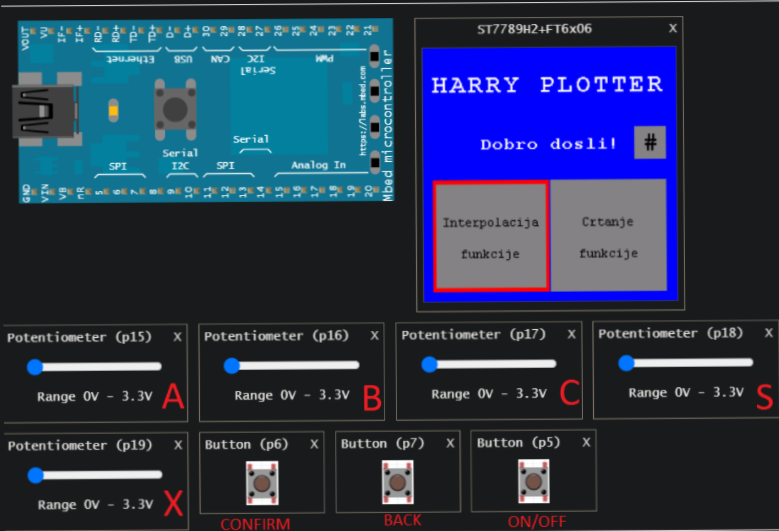 VOUT VU IF- IF+ RD- RD+ TD- TD+ D- D+ 30 29 28 27 26 25 24 23 22 21
Ethernet USB CAN I2C PWM
Serial
Serial
Serial
SPI I2C SPI Analog In
GND VIN VB nR 5 6 7 8 9 10 11 12 13 14 15 16 17 18 19 20
https://labs.mbed.com
Mbed microcontroller
ST7789H2+FT6x06 X
HARRY PLOTTER
Dobro dosli! #
Interpolacija
funkcije
Crtanje
funkcije
Potentiometer (p15) X
Range 0V - 3.3V A
Potentiometer (p16) X
Range 0V - 3.3V B
Potentiometer (p17) X
Range 0V - 3.3V C
Potentiometer (p18) X
Range 0V - 3.3V S
Potentiometer (p19) X
Range 0V - 3.3V X
Button (p6) X
CONFIRM
Button (p7) X
BACK
Button (p5) X
ON/OFF